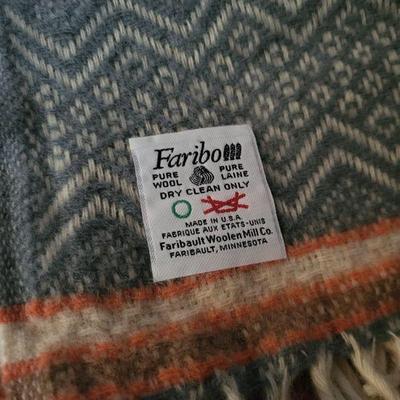 Faribo
PURE WOOL PURE LAINE
DRY CLEAN ONLY
MADE IN U.S.A.
FABRIQUE AUX ETATS-UNIS
Faribault Woolen Mill Co.
FARIBAULT, MINNESOTA